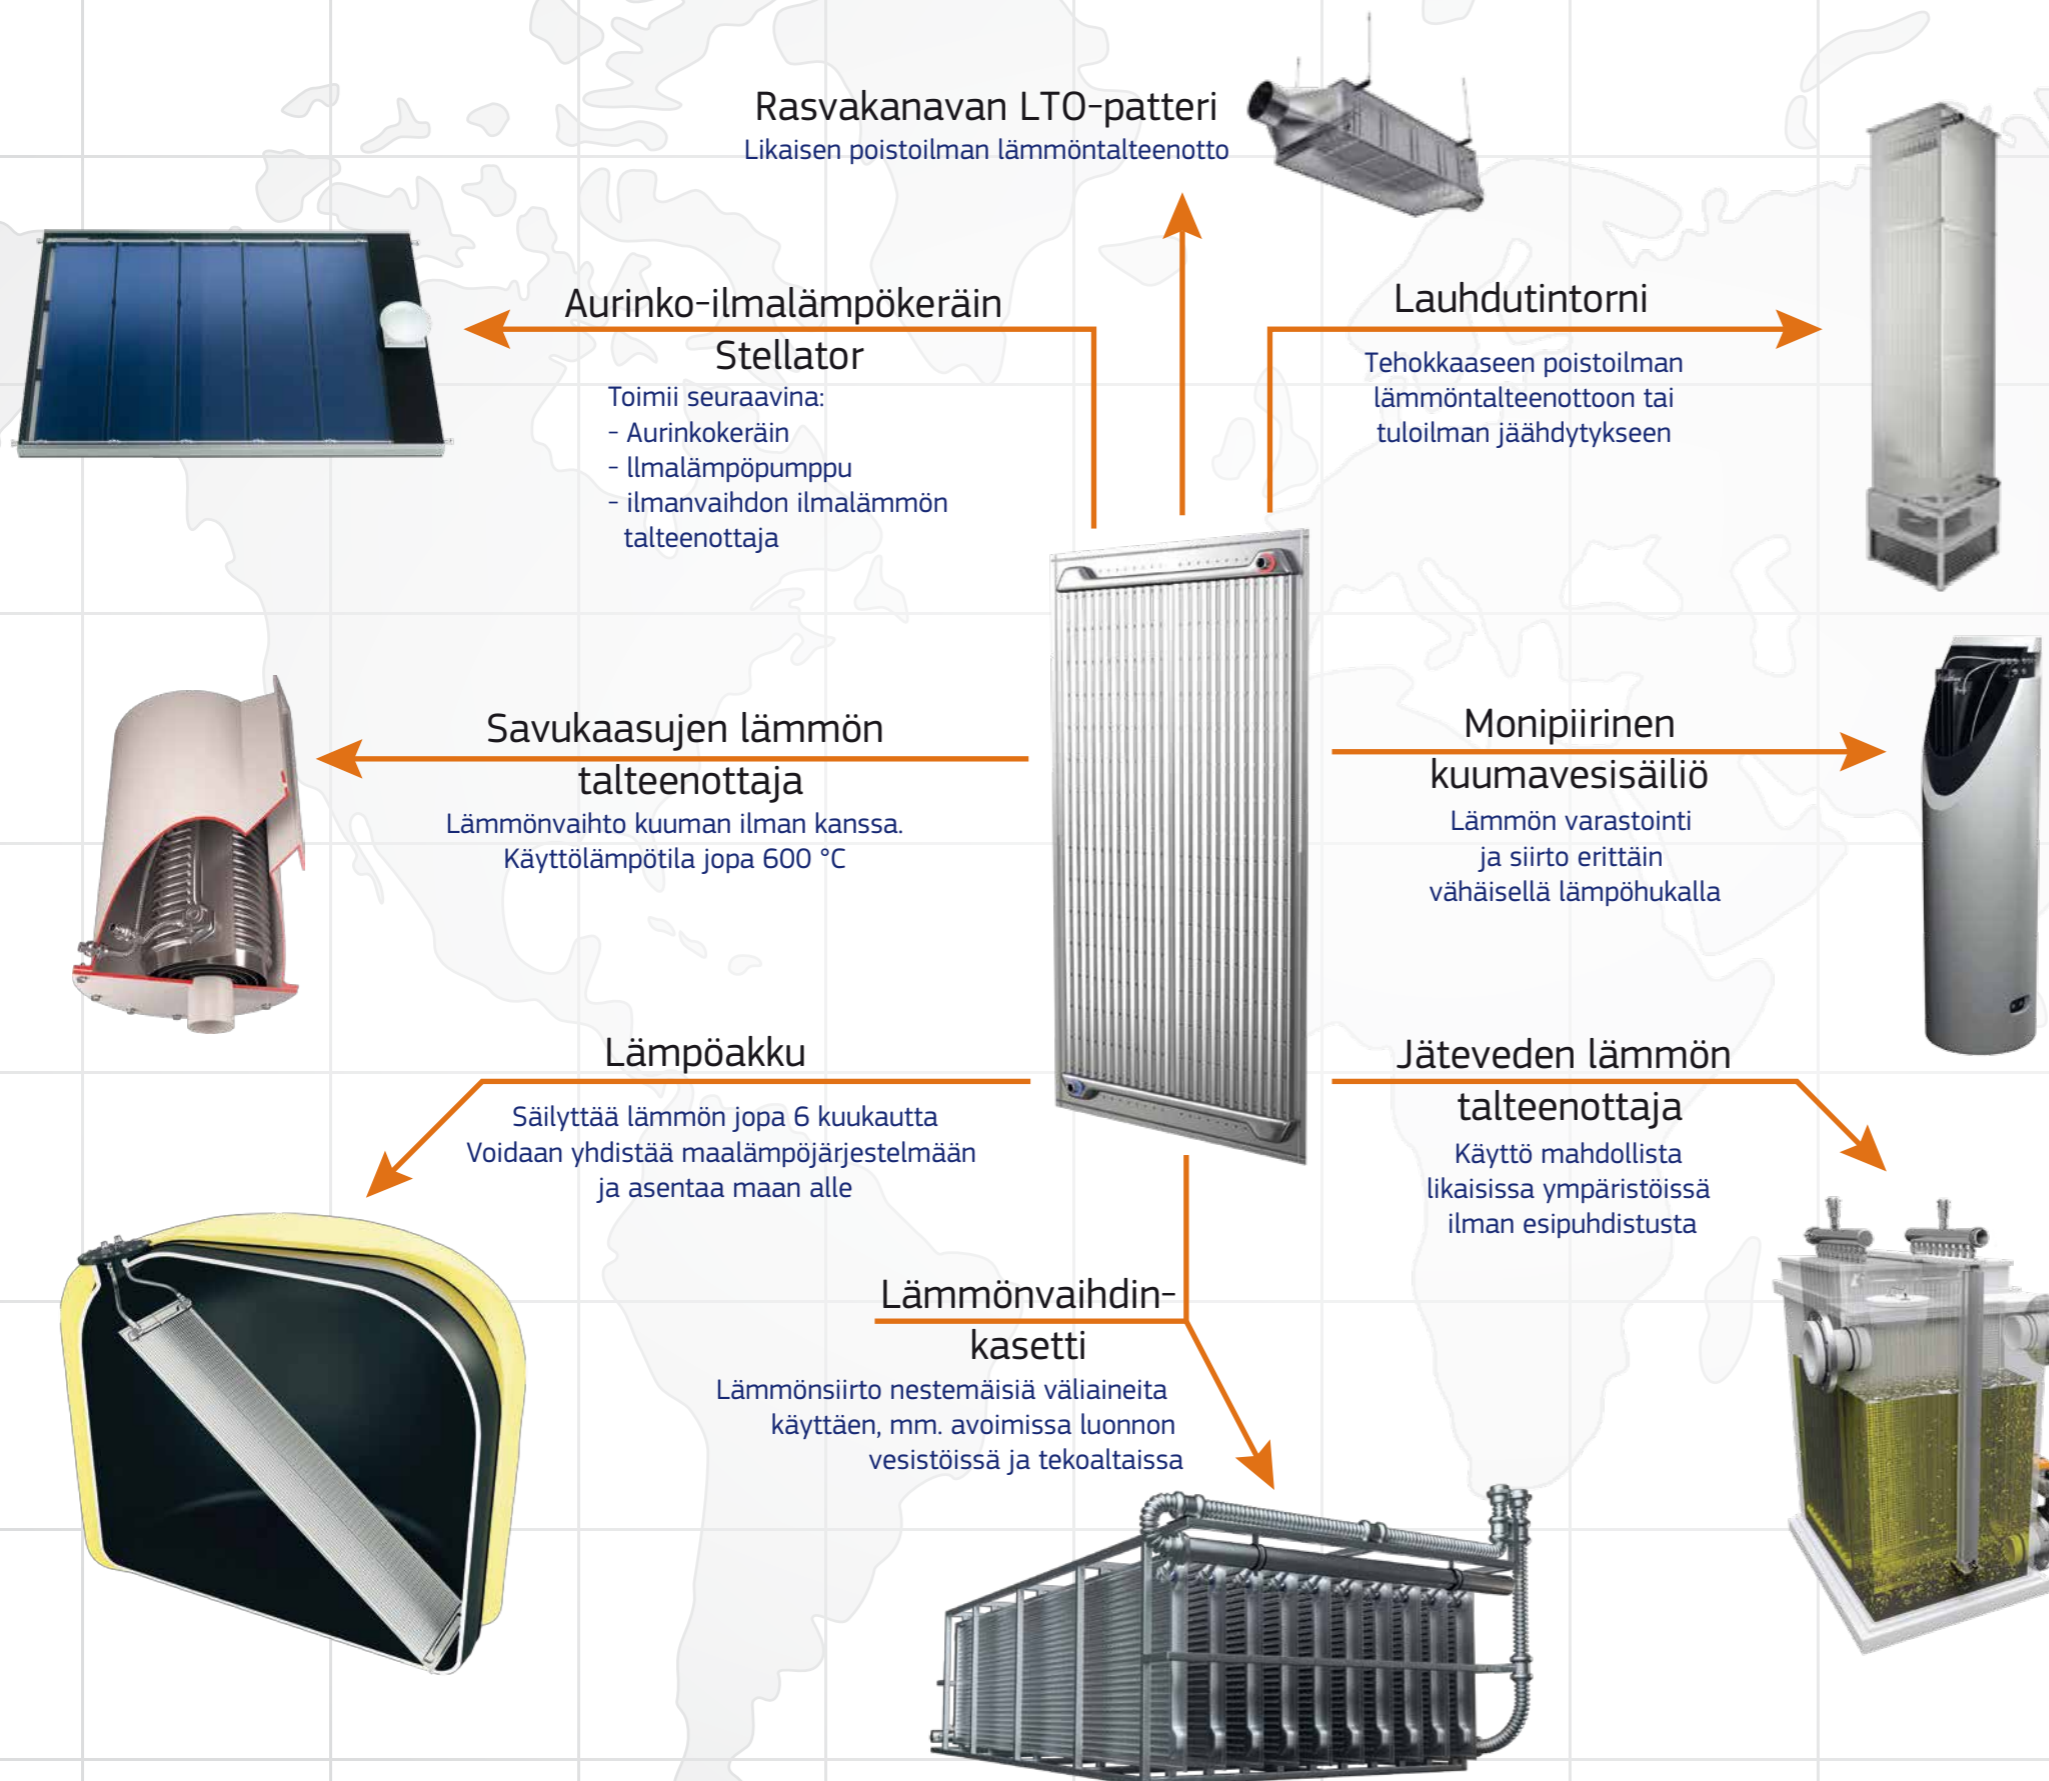 Rasvakanavan LTO-patteri
Likaisen poistoilman lämmöntalteenotto
Aurinko-ilmalämpökeräin
Stellator
Toimii seuraavina:
- Aurinkokeräin
- llmalämpöpumppu
- ilmanvaihdon ilmalämmön
talteenottaja
Lauhdutintorni
Tehokkaaseen poistoilman
lämmöntalteenottoon tai
tuloilman jäähdytykseen
Savukaasujen lämmön
talteenottaja
Lämmönvaihto kuuman ilman kanssa.
Käyttölämpötila jopa 600 °C
Monipiirinen
kuumavesisäiliö
Lämmön varastointi
ja siirto erittäin
vähäisellä lämpöhukalla
Lämpöakku
Säilyttää lämmön jopa 6 kuukautta
Voidaan yhdistää maalämpöjärjestelmään
ja asentaa maan alle
Jäteveden lämmön
talteenottaja
Käyttö mahdollista
likaisissa ympäristöissä
ilman esipuhdistusta
Lämmönvaihdin-
kasetti
Lämmönsiirto nestemäisiä väliaineita
käyttäen, mm. avoimissa luonnon
vesistöissä ja tekoaltaissa